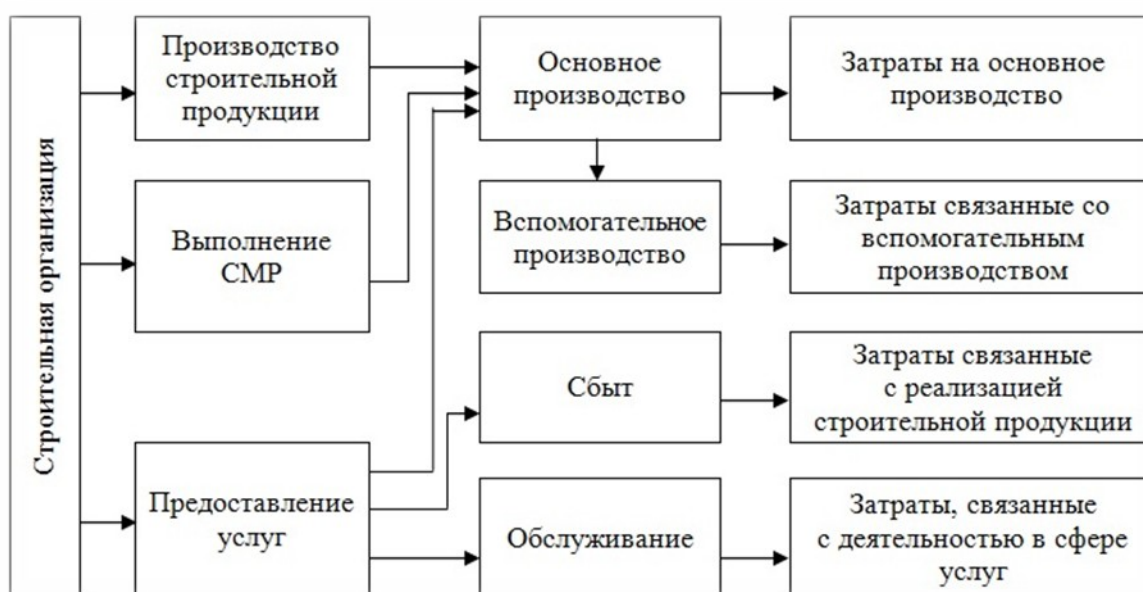 Строительная организация
Производство
строительной
продукции
Основное
производство
Затраты на основное
производство
Выполнение
СМР
Вспомогательное
производство
Затраты связанные со
вспомогательным
производством
Сбыт
Затраты связанные
с реализацией
строительной продукции
Предоставление
услуг
Обслуживание
Затраты, связанные
с деятельностью в сфере
услуг